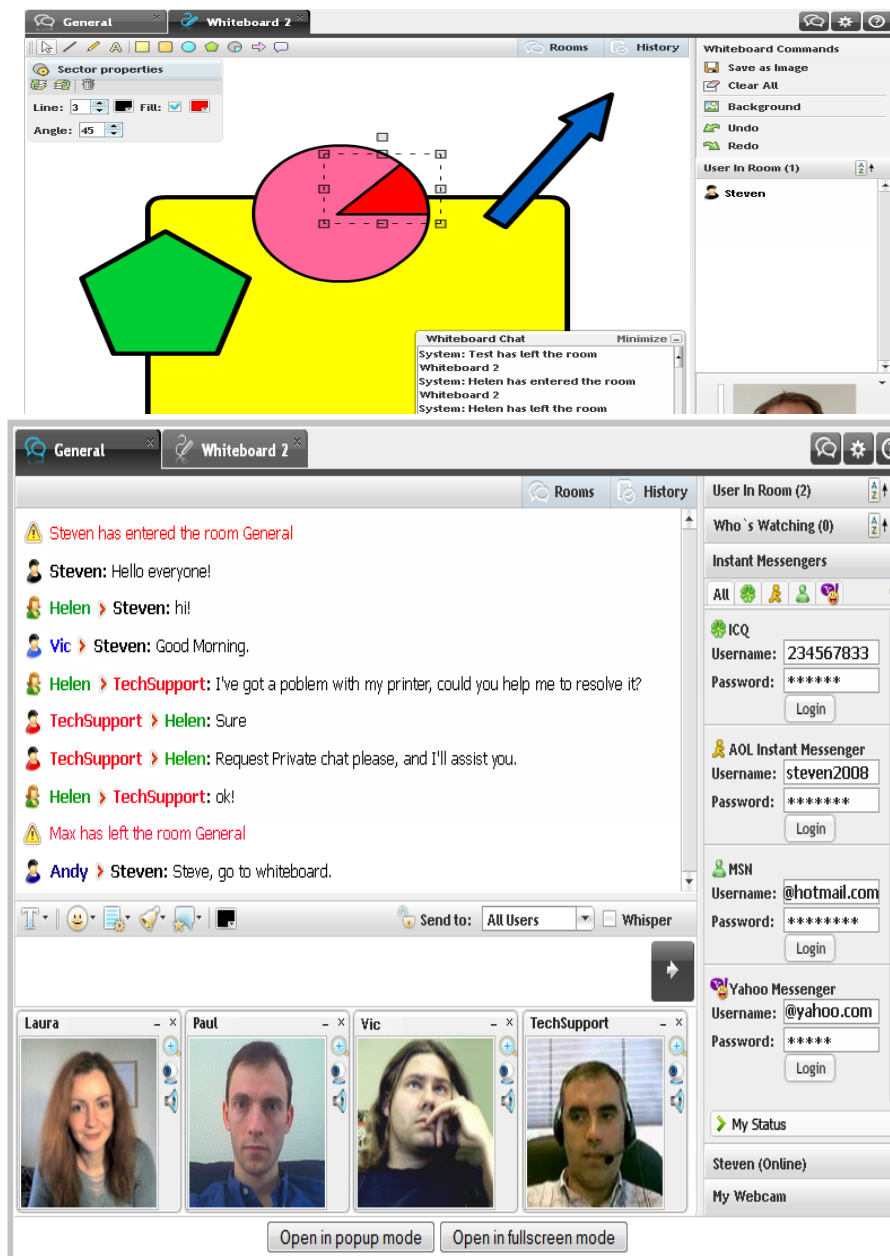 General
Whiteboard 2
Rooms
History
Sector properties
Line: 3 Fill:
Angle: 45
Whiteboard Commands
Save as Image
Clear All
Background
Undo
Redo
User In Room (1)
Steven
Whiteboard Chat Minimize
System: Test has left the room
Whiteboard 2
System: Helen has entered the room
Whiteboard 2
System: Helen has left the room
General
Whiteboard 2
Rooms
History
Steven has entered the room General
Steven: Hello everyone!
Helen > Steven: hi!
Vic > Steven: Good Morning.
Helen > TechSupport: I've got a poblem with my printer, could you help me to resolve it?
TechSupport > Helen: Sure
TechSupport > Helen: Request Private chat please, and I'll assist you.
Helen > TechSupport: ok!
Max has left the room General
Andy > Steven: Steve, go to whiteboard.
Send to: All Users Whisper
Laura
Paul
Vic
TechSupport
User In Room (2)
Who`s Watching (0)
Instant Messengers
All
ICQ
Username: 234567833
Password: ******
Login
AOL Instant Messenger
Username: steven2008
Password: *******
Login
MSN
Username: @hotmail.com
Password: ********
Login
Yahoo Messenger
Username: @yahoo.com
Password: *****
Login
My Status
Steven (Online)
My Webcam
Open in popup mode
Open in fullscreen mode